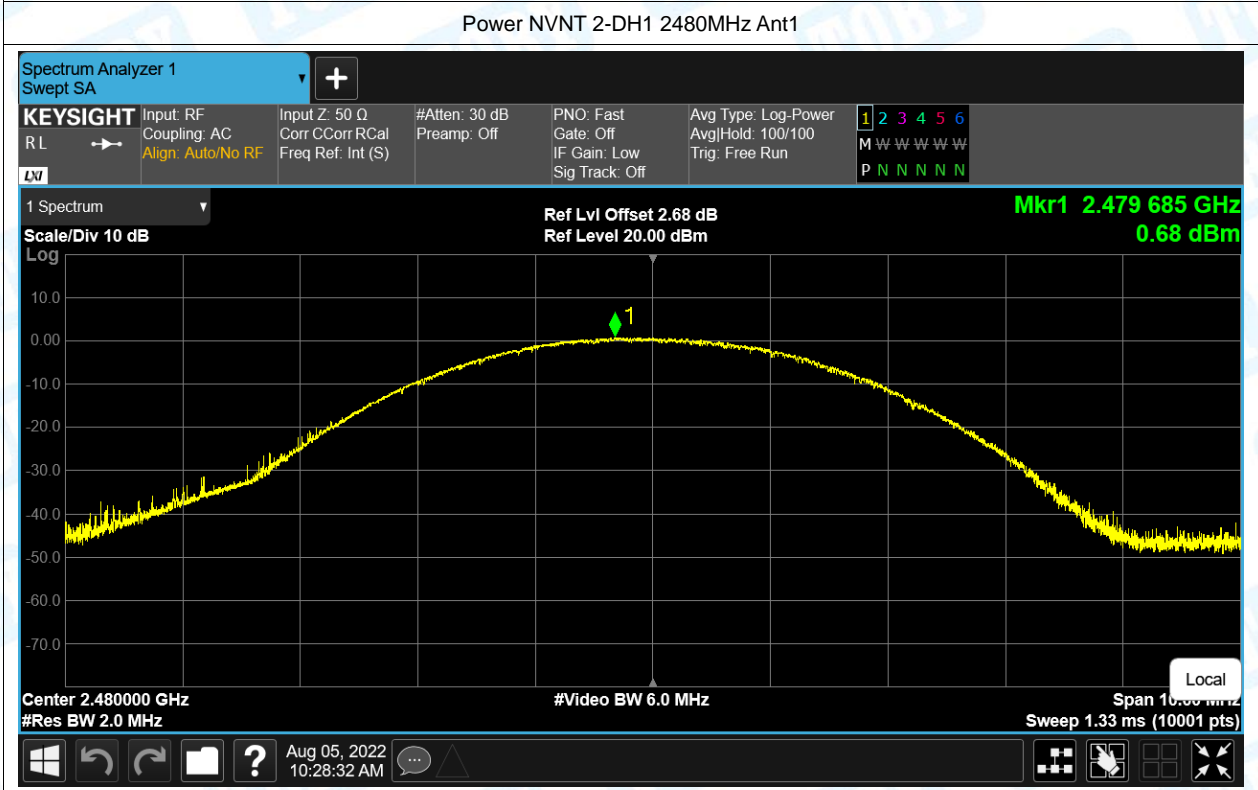 Power NVNT 2-DH1 2480MHz Ant1
Spectrum Analyzer 1
Swept SA
KEYSIGHT
R L
LXI
Input: RF
Coupling: AC
Align: Auto/No RF
Input Z: 50 Ω
Corr CCorr RCal
Freq Ref: Int (S)
#Atten: 30 dB
Preamp: Off
PNO: Fast
Gate: Off
IF Gain: Low
Sig Track: Off
Avg Type: Log-Power
Avg|Hold: 100/100
Trig: Free Run
1 2 3 4 5 6
M W W W W W
P N N N N N
1 Spectrum
Scale/Div 10 dB
Ref Lvl Offset 2.68 dB
Ref Level 20.00 dBm
Mkr1 2.479 685 GHz
0.68 dBm
Log
10.0
0.00
-10.0
-20.0
-30.0
-40.0
-50.0
-60.0
-70.0
1
Local
Center 2.480000 GHz
#Res BW 2.0 MHz
#Video BW 6.0 MHz
Span 10.00 MHz
Sweep 1.33 ms (10001 pts)
?
Aug 05, 2022
10:28:32 AM